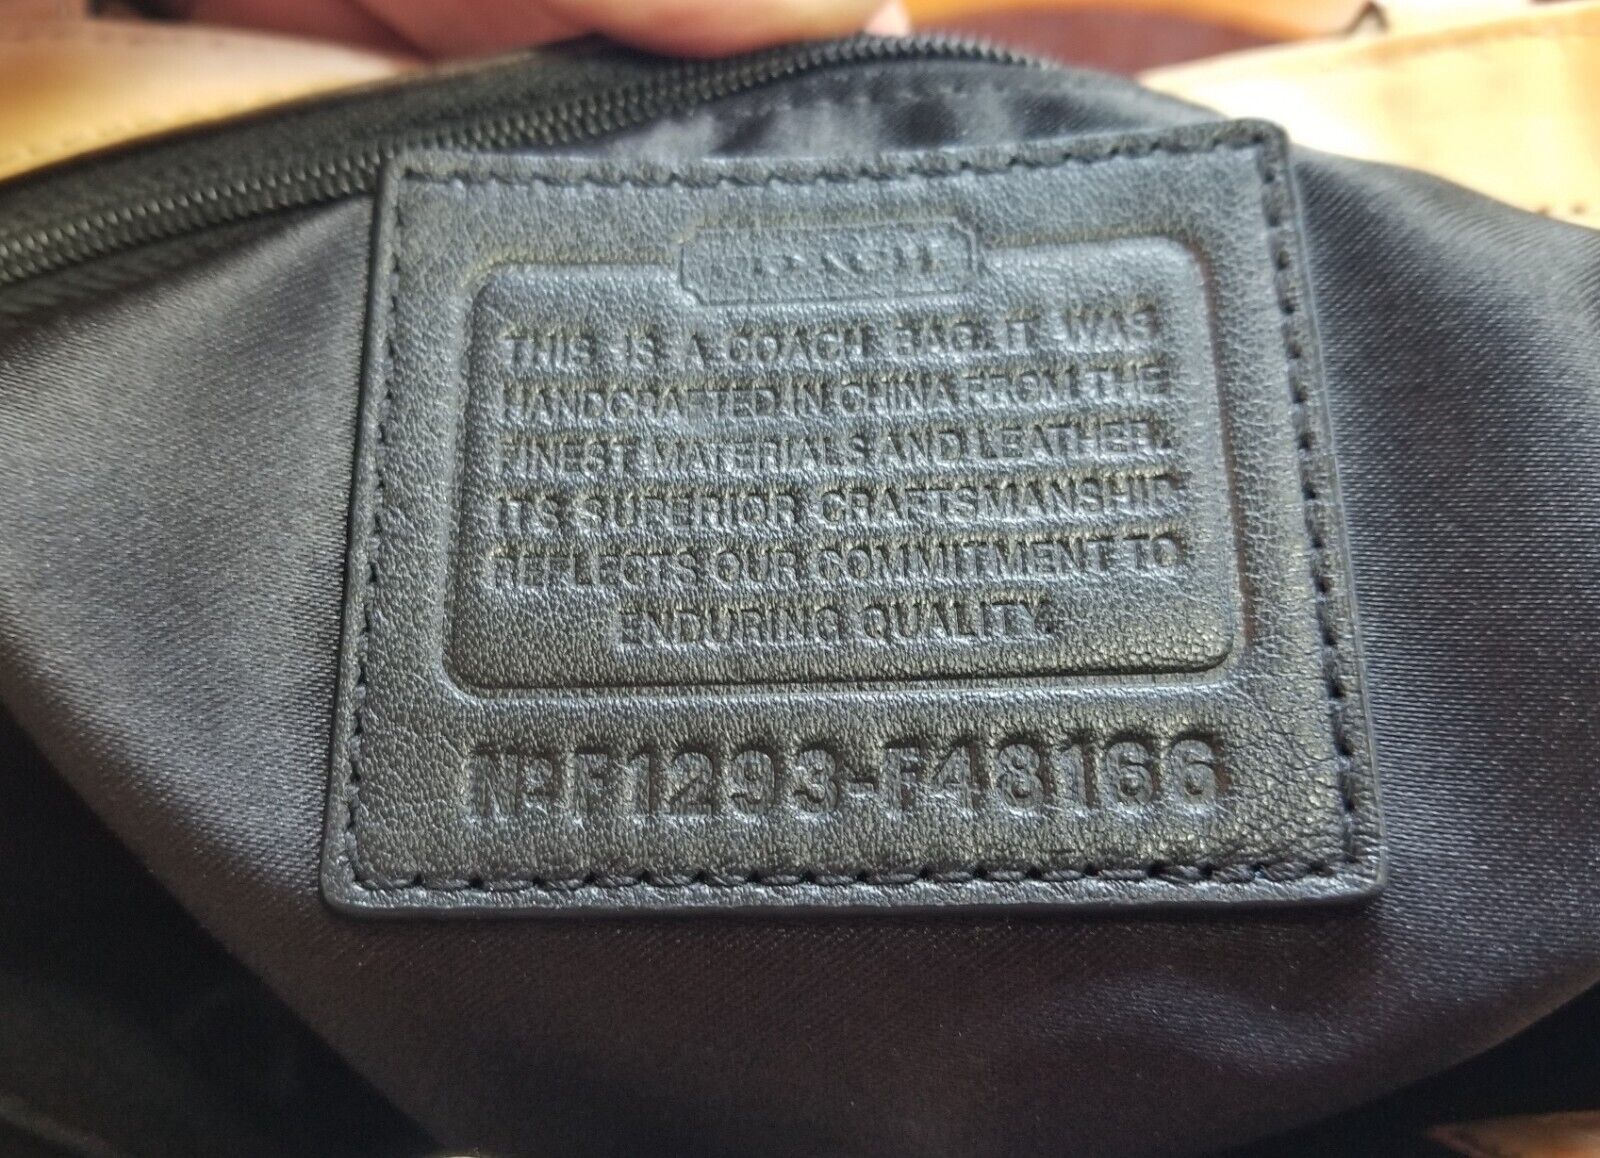 COACH
THIS IS A COACH BAG. IT WAS
HANDCRAFTED IN CHINA FROM THE
FINEST MATERIALS AND LEATHER.
ITS SUPERIOR CRAFTSMANSHIP
REFLECTS OUR COMMITMENT TO
ENDURING QUALITY.
Nº F1293-F48166